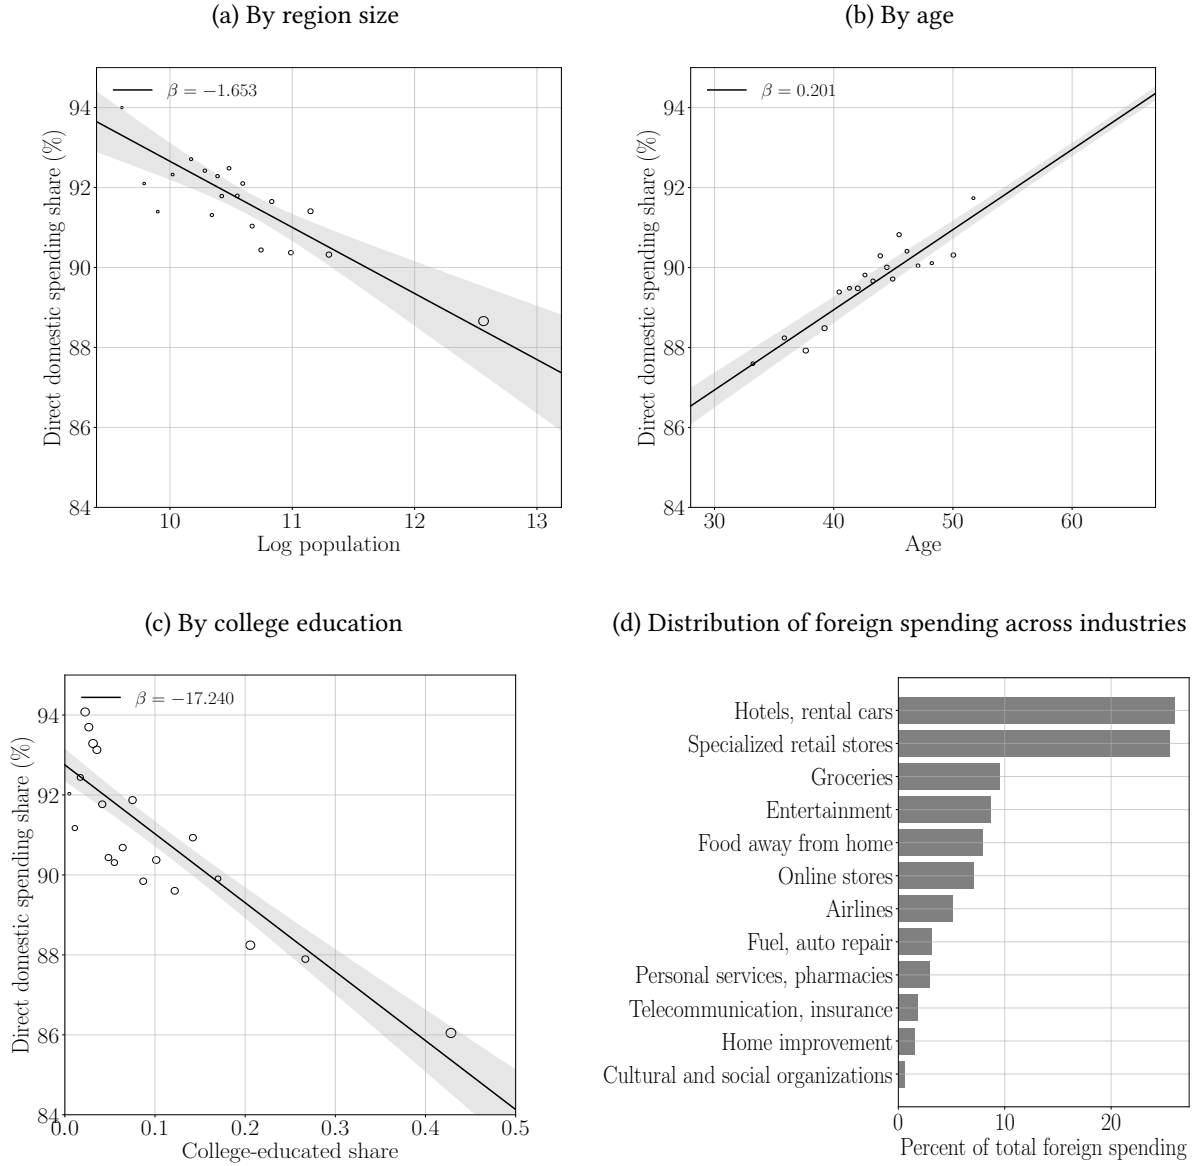 (a) By region size
β = −1.653
94
92
90
88
86
84
Direct domestic spending share (%)
10 11 12 13
Log population
(b) By age
β = 0.201
94
92
90
88
86
84
Direct domestic spending share (%)
30 40 50 60
Age
(c) By college education
β = −17.240
94
92
90
88
86
84
Direct domestic spending share (%)
0.0 0.1 0.2 0.3 0.4 0.5
College-educated share
(d) Distribution of foreign spending across industries
Hotels, rental cars
Specialized retail stores
Groceries
Entertainment
Food away from home
Online stores
Airlines
Fuel, auto repair
Personal services, pharmacies
Telecommunication, insurance
Home improvement
Cultural and social organizations
0 10 20
Percent of total foreign spending